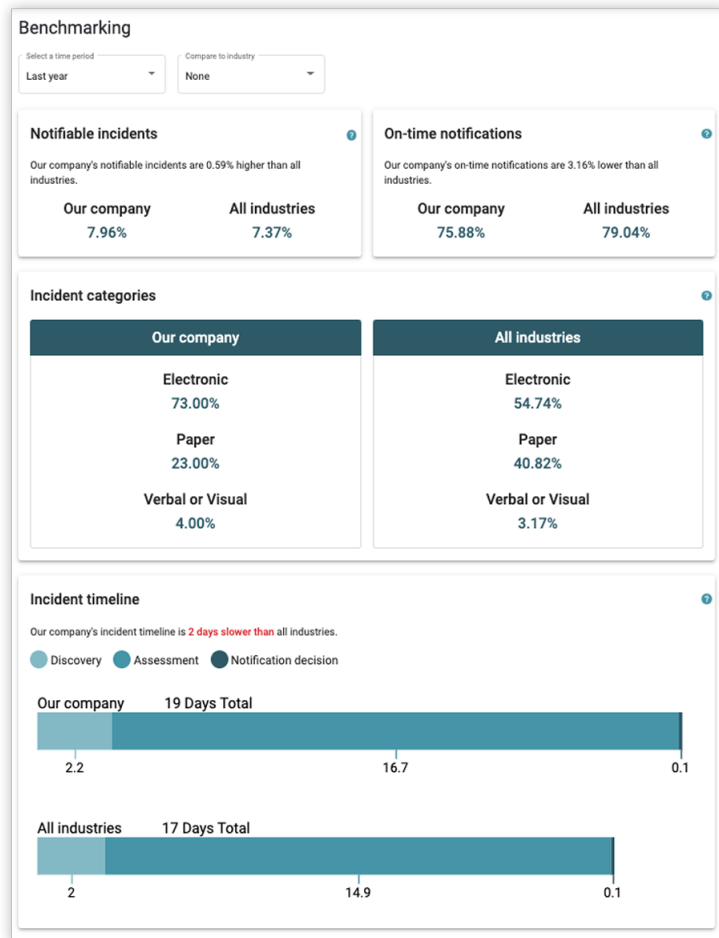 Benchmarking
Select a time period
Last year
Compare to industry
None
Notifiable incidents
?
Our company's notifiable incidents are 0.59% higher than all
industries.
Our company
All industries
7.96%
7.37%
On-time notifications
?
Our company's on-time notifications are 3.16% lower than all
industries.
Our company
All industries
75.88%
79.04%
Incident categories
?
Our company
Electronic
73.00%
Paper
23.00%
Verbal or Visual
4.00%
All industries
Electronic
54.74%
Paper
40.82%
Verbal or Visual
3.17%
Incident timeline
?
Our company's incident timeline is 2 days slower than all industries.
Discovery Assessment Notification decision
Our company 19 Days Total
2.2 16.7 0.1
All industries 17 Days Total
2 14.9 0.1